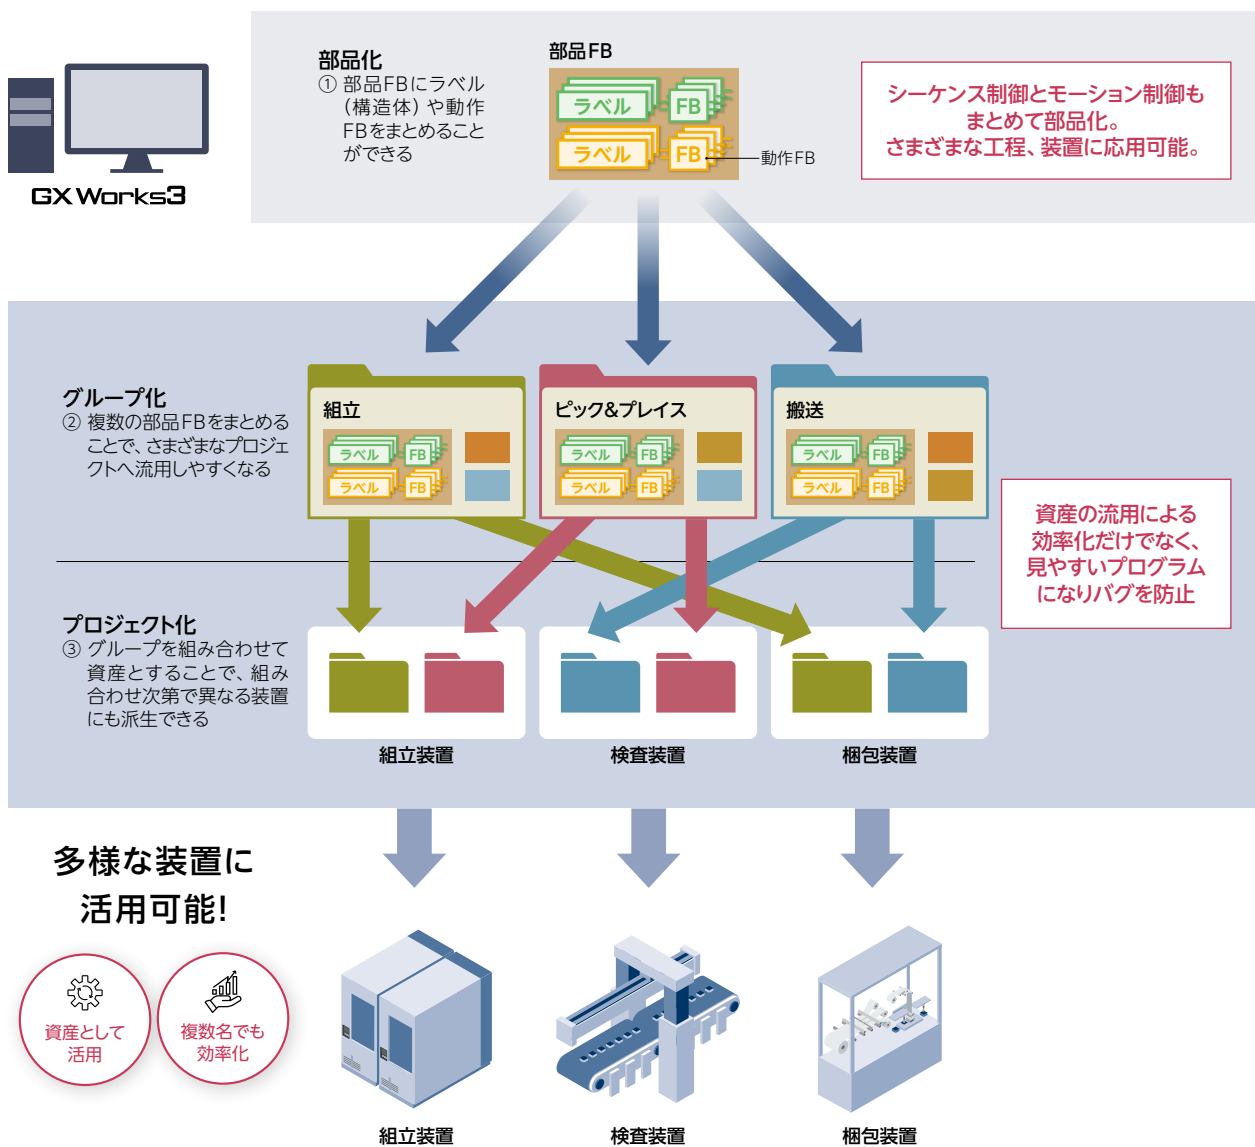 部品化
① 部品FBにラベル
（構造体）や動作
FBをまとめること
ができる
部品FB
ラベル
FB
ラベル
FB
動作FB
シーケンス制御とモーション制御も
まとめて部品化。
さまざまな工程、装置に応用可能。
GX Works3
グループ化
② 複数の部品FBをまとめる
ことで、さまざまなプロジェ
クトへ流用しやすくなる
組立
ラベル
FB
ラベル
FB
ピック&プレイス
ラベル
FB
ラベル
FB
搬送
ラベル
FB
ラベル
FB
資産の流用による
効率化だけでなく、
見やすいプログラム
になりバグを防止
プロジェクト化
③ グループを組み合わせて
資産とすることで、組み
合わせ次第で異なる装置
にも派生できる
組立装置
検査装置
梱包装置
多様な装置に
活用可能!
資産として
活用
複数名でも
効率化
組立装置
検査装置
梱包装置